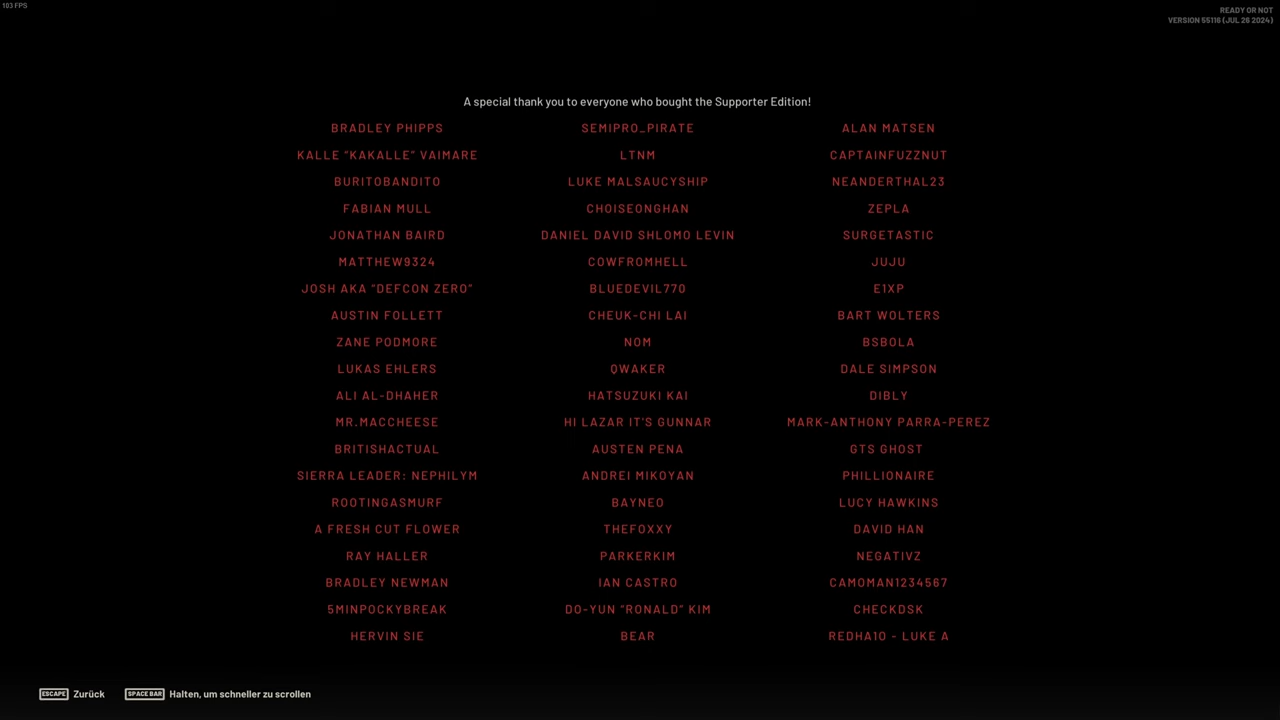 103 FPS
READY OR NOT
VERSION 55116 (JUL 26 2024)
A special thank you to everyone who bought the Supporter Edition!
BRADLEY PHIPPS SEMIPRO_PIRATE ALAN MATSEN
KALLE "KAKALLE" VAIMARE LTNM CAPTAINFUZZNUT
BURITOBANDITO LUKE MALSAUCYSHIP NEANDERTHAL23
FABIAN MULL CHOISEONGHAN ZEPLA
JONATHAN BAIRD DANIEL DAVID SHLOMO LEVIN SURGETASTIC
MATTHEW9324 COWFROMHELL JUJU
JOSH AKA "DEFCON ZERO" BLUEDEVIL770 E1XP
AUSTIN FOLLETT CHEUK-CHI LAI BART WOLTERS
ZANE PODMORE NOM BSBOLA
LUKAS EHLERS QWAKER DALE SIMPSON
ALI AL-DHAHER HATSUZUKI KAI DIBLY
MR.MACCHEESE HI LAZAR IT'S GUNNAR MARK-ANTHONY PARRA-PEREZ
BRITISHACTUAL AUSTEN PENA GTS GHOST
SIERRA LEADER: NEPHILYM ANDREI MIKOYAN PHILLIONAIRE
ROOTINGASMURF BAYNEO LUCY HAWKINS
A FRESH CUT FLOWER THEFOXXY DAVID HAN
RAY HALLER PARKERKIM NEGATIVZ
BRADLEY NEWMAN IAN CASTRO CAMOMAN1234567
5MINPOCKYBREAK DO-YUN "RONALD" KIM CHECKDSK
HERVIN SIE BEAR REDHA10 - LUKE A
ESCAPE Zurück SPACE BAR Halten, um schneller zu scrollen